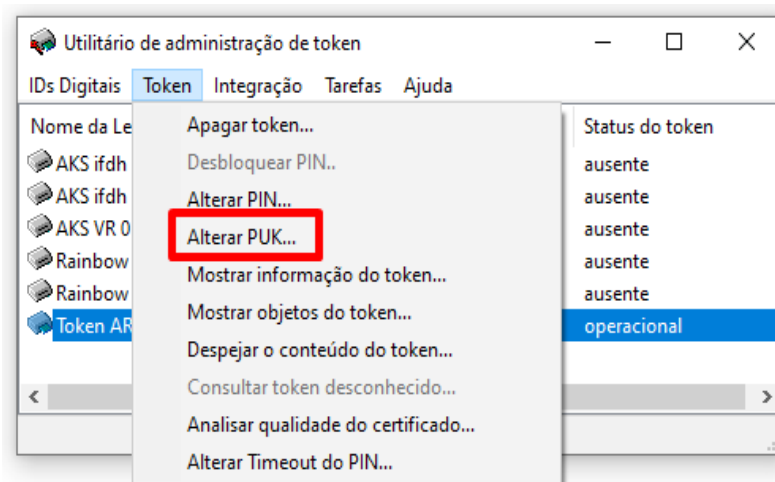 Utilitário de administração de token
IDs Digitais Token Integração Tarefas Ajuda
Nome da Le
Status do token
AKS ifdh
ausente
AKS ifdh
ausente
AKS VR 0
ausente
Rainbow
ausente
Rainbow
ausente
Token AR
operacional
Apagar token...
Desbloquear PIN..
Alterar PIN...
Alterar PUK...
Mostrar informação do token...
Mostrar objetos do token...
Despejar o conteúdo do token...
Consultar token desconhecido...
Analisar qualidade do certificado...
Alterar Timeout do PIN...